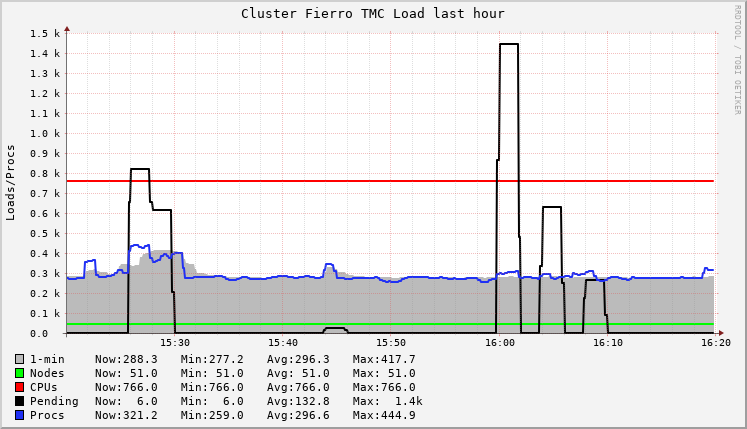 Cluster Fierro TMC Load last hour
RRDTOOL / TOBI OETIKER
Loads/Procs
1.5 k
1.4 k
1.3 k
1.2 k
1.1 k
1.0 k
0.9 k
0.8 k
0.7 k
0.6 k
0.5 k
0.4 k
0.3 k
0.2 k
0.1 k
0.0
15:30 15:40 15:50 16:00 16:10 16:20
1-min Now:288.3 Min:277.2 Avg:296.3 Max:417.7
Nodes Now: 51.0 Min: 51.0 Avg: 51.0 Max: 51.0
CPUs Now:766.0 Min:766.0 Avg:766.0 Max:766.0
Pending Now: 6.0 Min: 6.0 Avg:132.8 Max: 1.4k
Procs Now:321.2 Min:259.0 Avg:296.6 Max:444.9